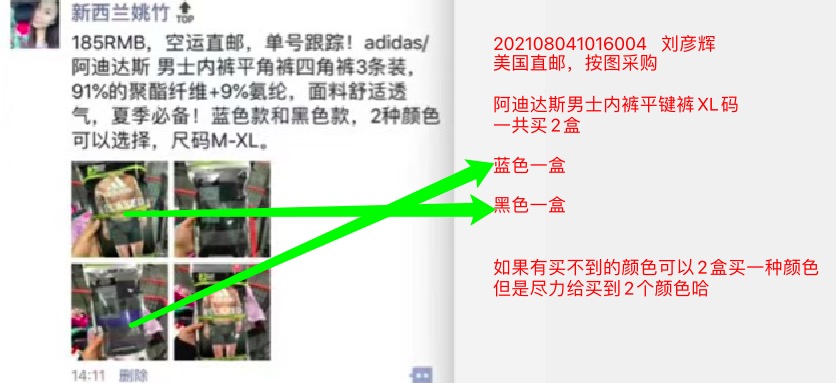 新西兰姚竹
TOP
185RMB，空运直邮，单号跟踪！adidas/
阿迪达斯 男士内裤平角裤四角裤3条装，
91%的聚酯纤维+9%氨纶，面料舒适透
气，夏季必备！蓝色款和黑色款，2种颜色
可以选择，尺码M-XL。
14:11 删除
202108041016004 刘彦辉
美国直邮，按图采购
阿迪达斯男士内裤平键裤XL码
一共买2盒
蓝色一盒
黑色一盒
如果有买不到的颜色可以2盒买一种颜色
但是尽力给买到2个颜色哈